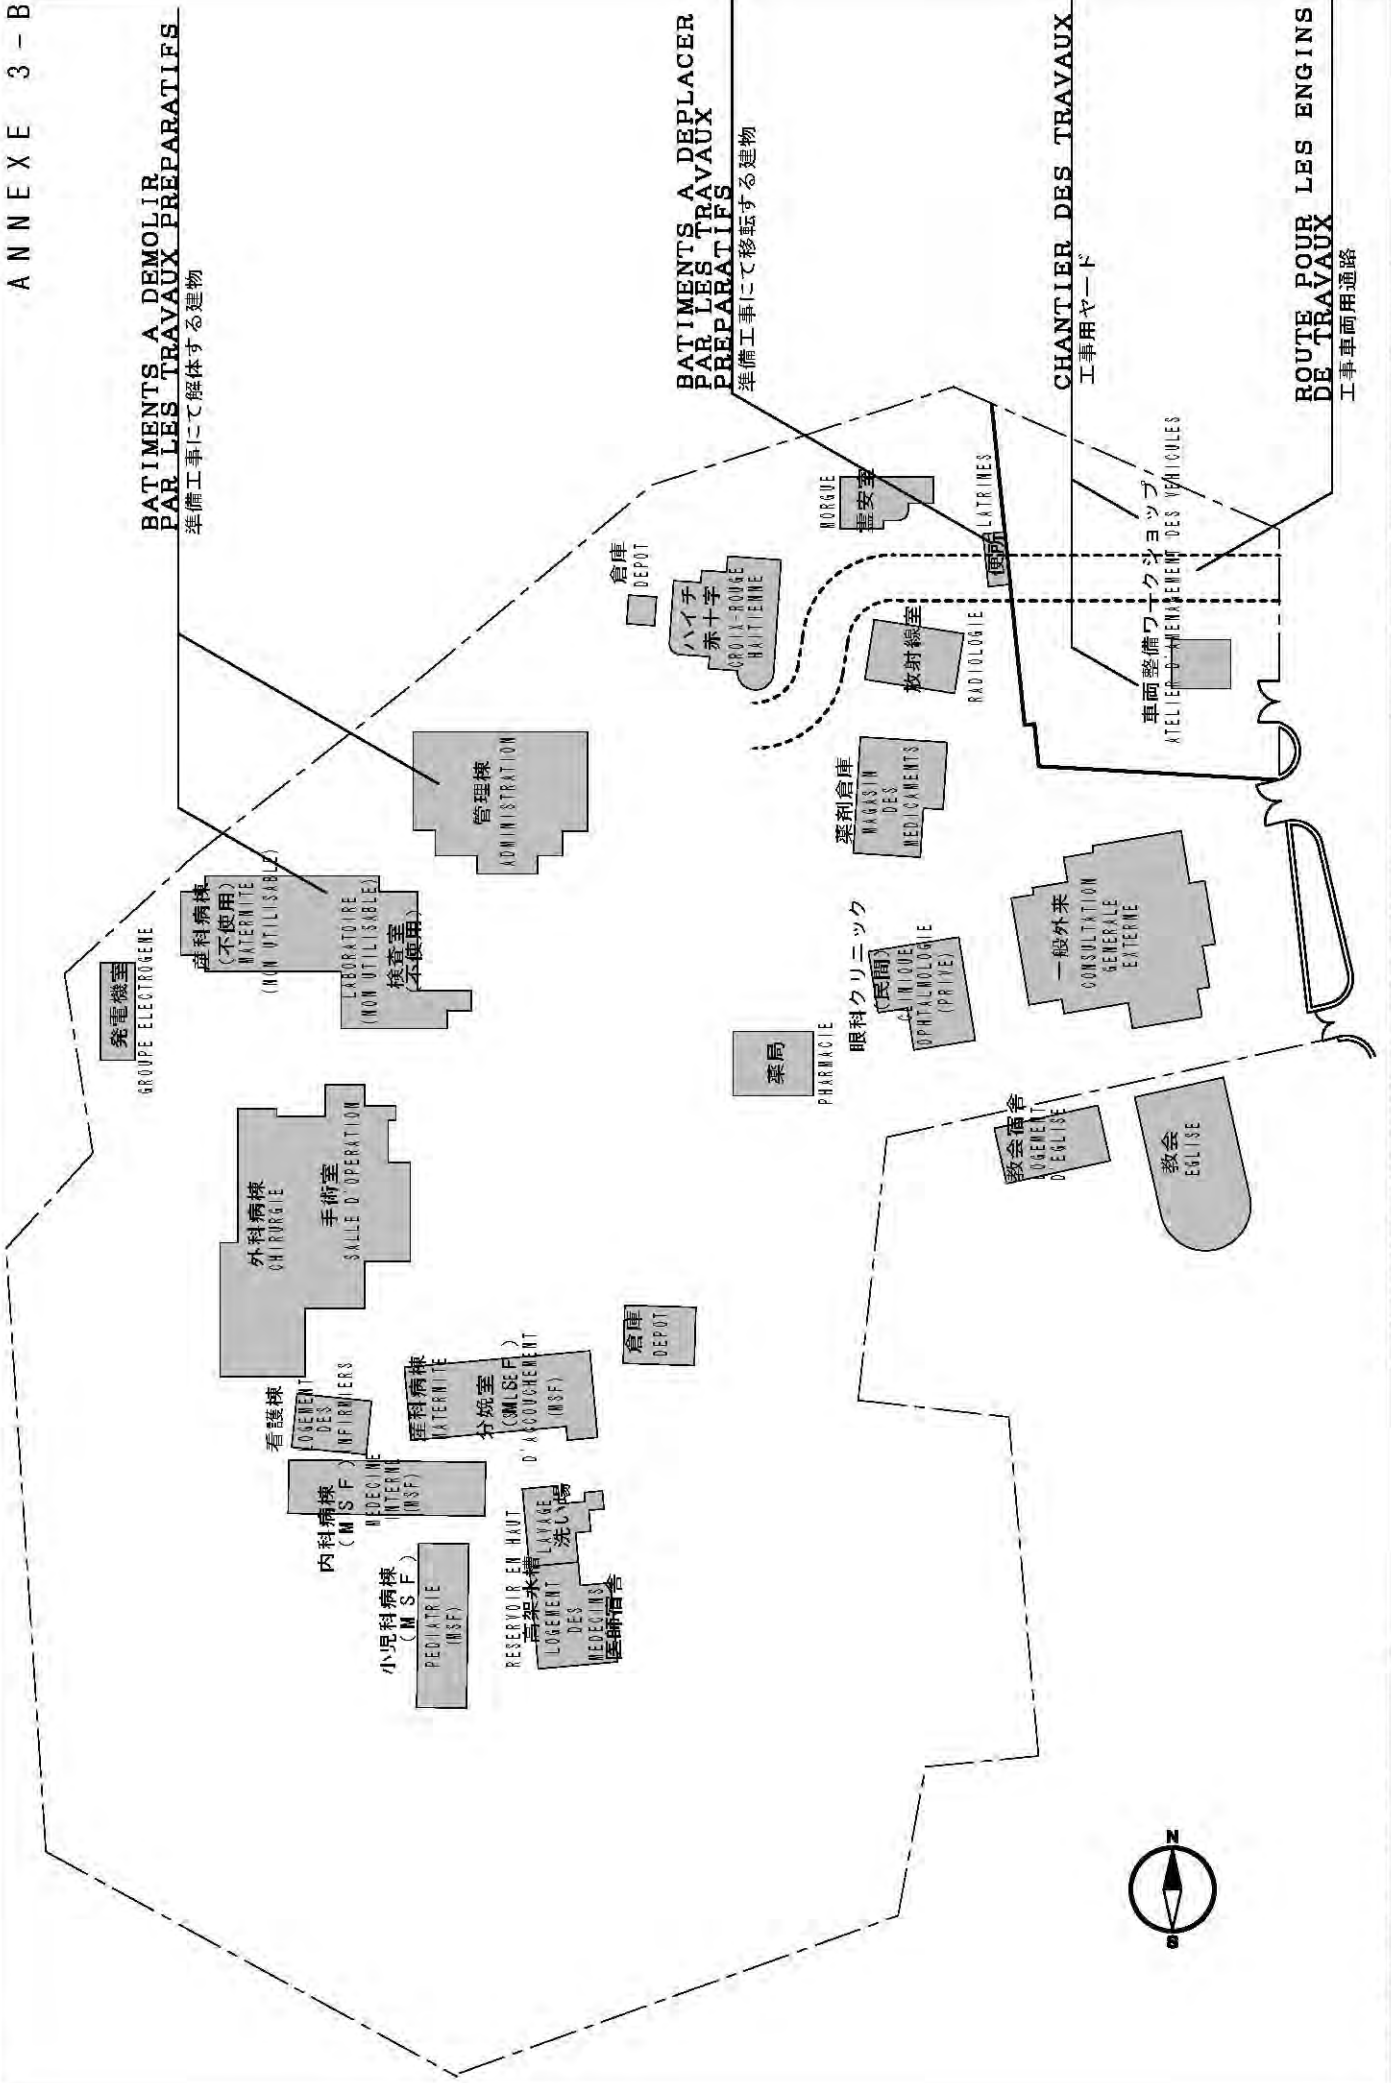 ANNEXE 3-B
BATIMENTS A DEMOLIR
PAR LES TRAVAUX PREPARATIFS
準備工事にて解体する建物
BATIMENTS A DEPLACER
PAR LES TRAVAUX
PREPARATIFS
準備工事にて移転する建物
CHANTIER DES TRAVAUX
工事用ヤード
ROUTE POUR LES ENGINS
DE TRAVAUX
工事車両用通路
発電機室
GROUPE ELECTROGENE
産科病棟
(不使用)
MATERNITE
(NON UTILISABLE)
LABORATOIRE
(NON UTILISABLE)
検査室
(不使用)
管理棟
ADMINISTRATION
倉庫
DEPOT
ハイチ
赤十字
CROIX-ROUGE
HAITIENNE
MORGUE
霊安室
便所
LATRINES
放射線室
RADIOLOGIE
車両整備ワークショップ
ATELIER D'AMENAGEMENT DES VEHICULES
薬剤倉庫
MAGASIN
DES
MEDICAMENTS
眼科クリニック
(民間)
CLINIQUE
OPHTALMOLOGIE
(PRIVE)
一般外来
CONSULTATION
GENERALE
EXTERNE
薬局
PHARMACIE
教会宿舎
LOGEMENT
D'EGLISE
教会
EGLISE
外科病棟
CHIRURGIE
手術室
SALLE D'OPERATION
看護棟
LOGEMENT
DES
INFIRMIERS
産科病棟
MATERNITE
分娩室
D'ACCOUCHEMENT
(MSF)
倉庫
DEPOT
内科病棟
(MSF)
MEDECINE
INTERNE
(MSF)
小児科病棟
(MSF)
PEDIATRIE
(MSF)
RESERVOIR EN HAUT
高架水槽
LAVAGE
洗い場
LOGEMENT
DES
MEDECINS
医師宿舎
N
S